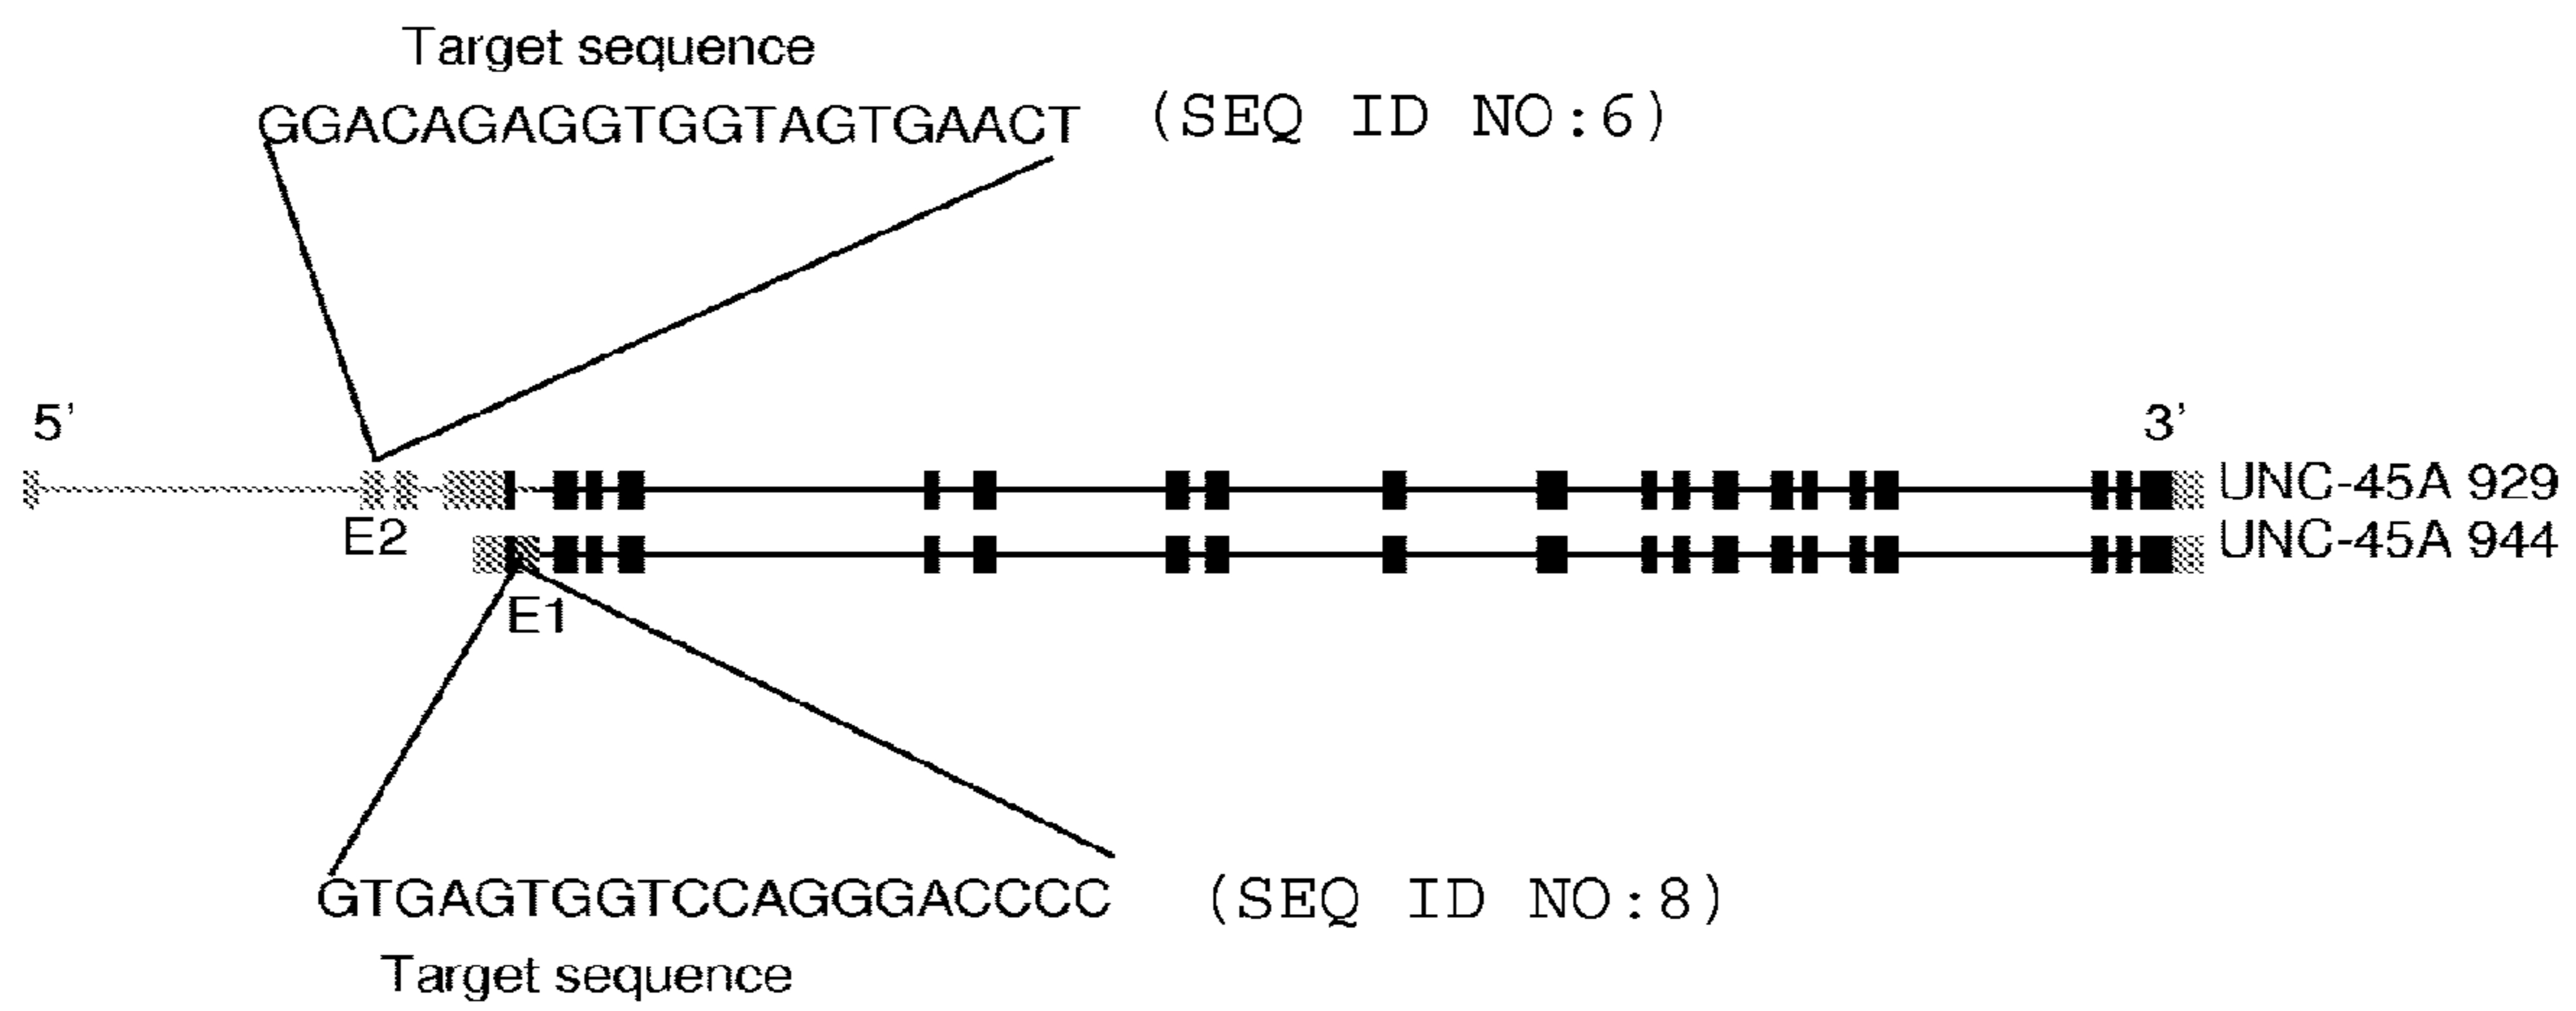 Target sequence
GGACAGAGGTGGTAGTGAACT (SEQ ID NO:6)
5' 3'
UNC-45A 929
E2
UNC-45A 944
E1
GTGAGTGGTCCAGGGACCCC (SEQ ID NO:8)
Target sequence